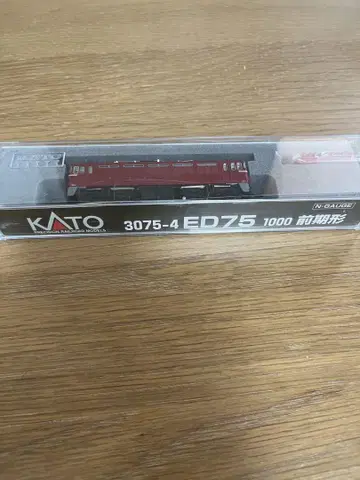 N-GAUGE
KATO 3075-4 ED75 1000 前期形
PRECISION RAILROAD MODELS